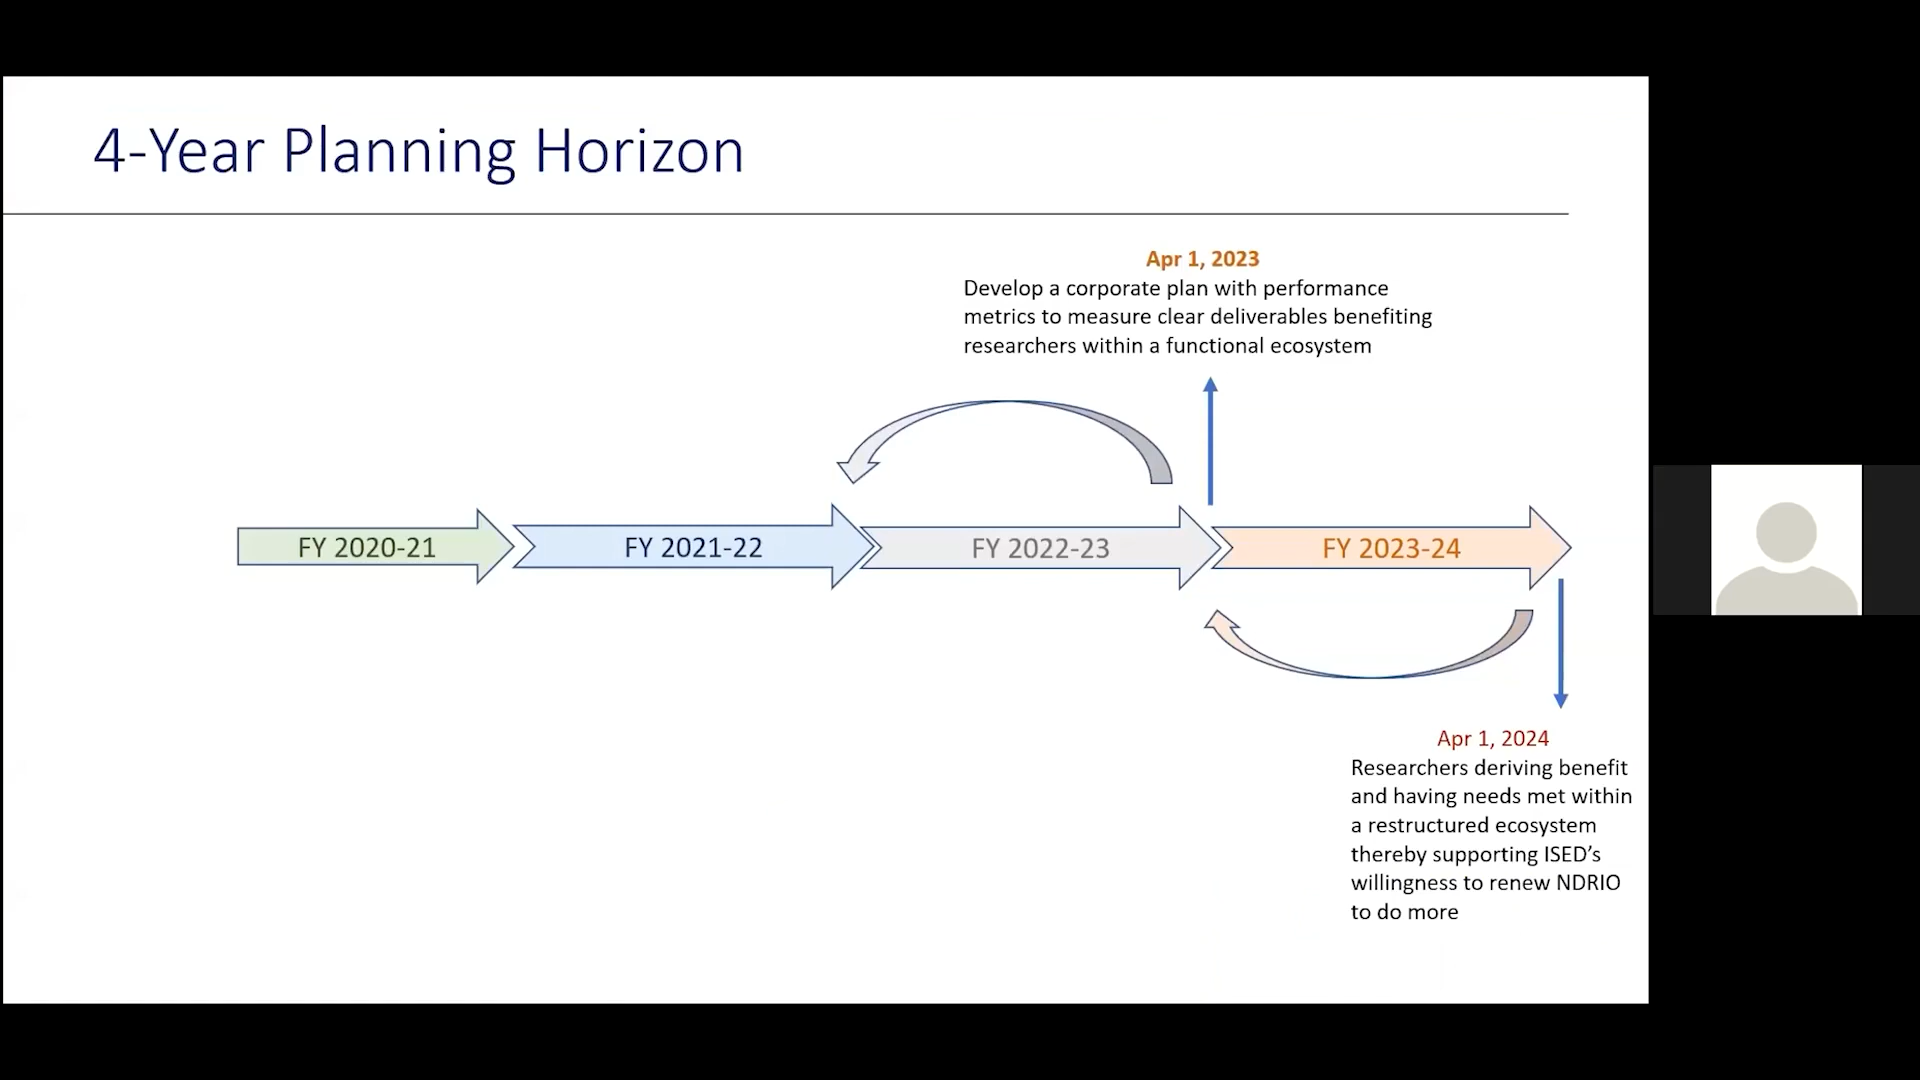 4-Year Planning Horizon
Apr 1, 2023
Develop a corporate plan with performance
metrics to measure clear deliverables benefiting
researchers within a functional ecosystem
FY 2020-21
FY 2021-22
FY 2022-23
FY 2023-24
Apr 1, 2024
Researchers deriving benefit
and having needs met within
a restructured ecosystem
thereby supporting ISED’s
willingness to renew NDRIO
to do more